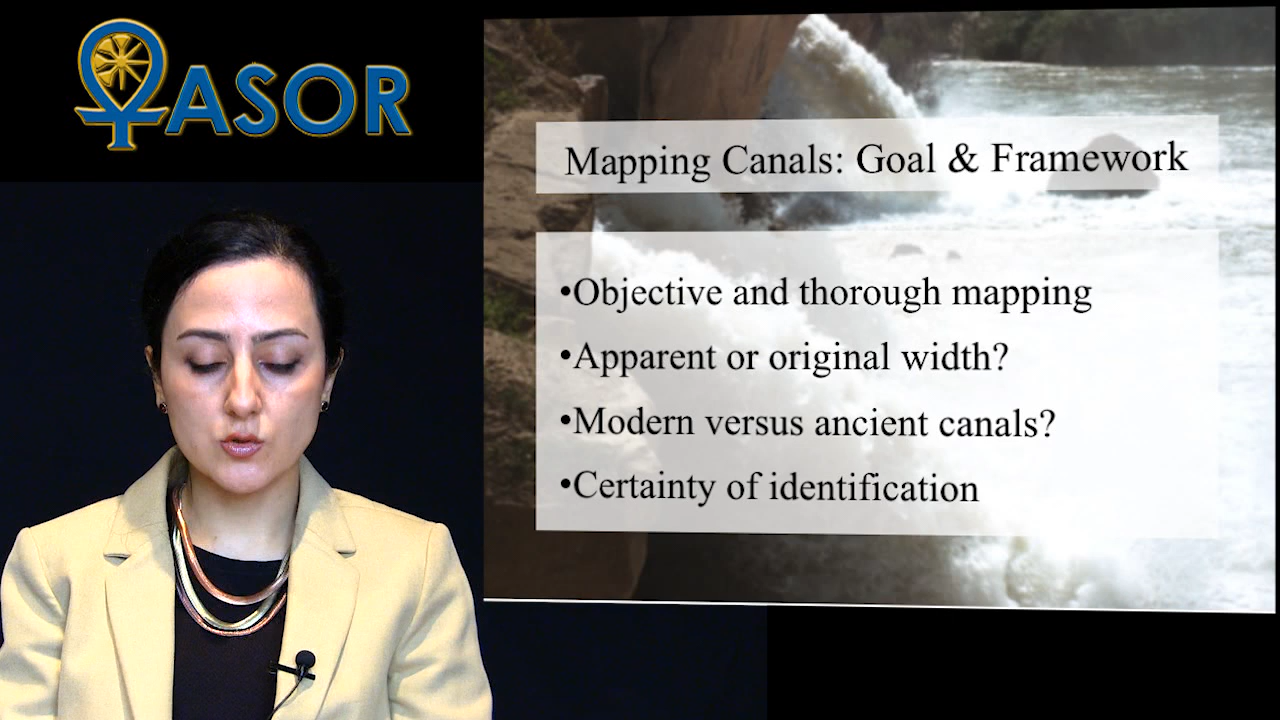 ASOR
Mapping Canals: Goal & Framework
•Objective and thorough mapping
•Apparent or original width?
•Modern versus ancient canals?
•Certainty of identification